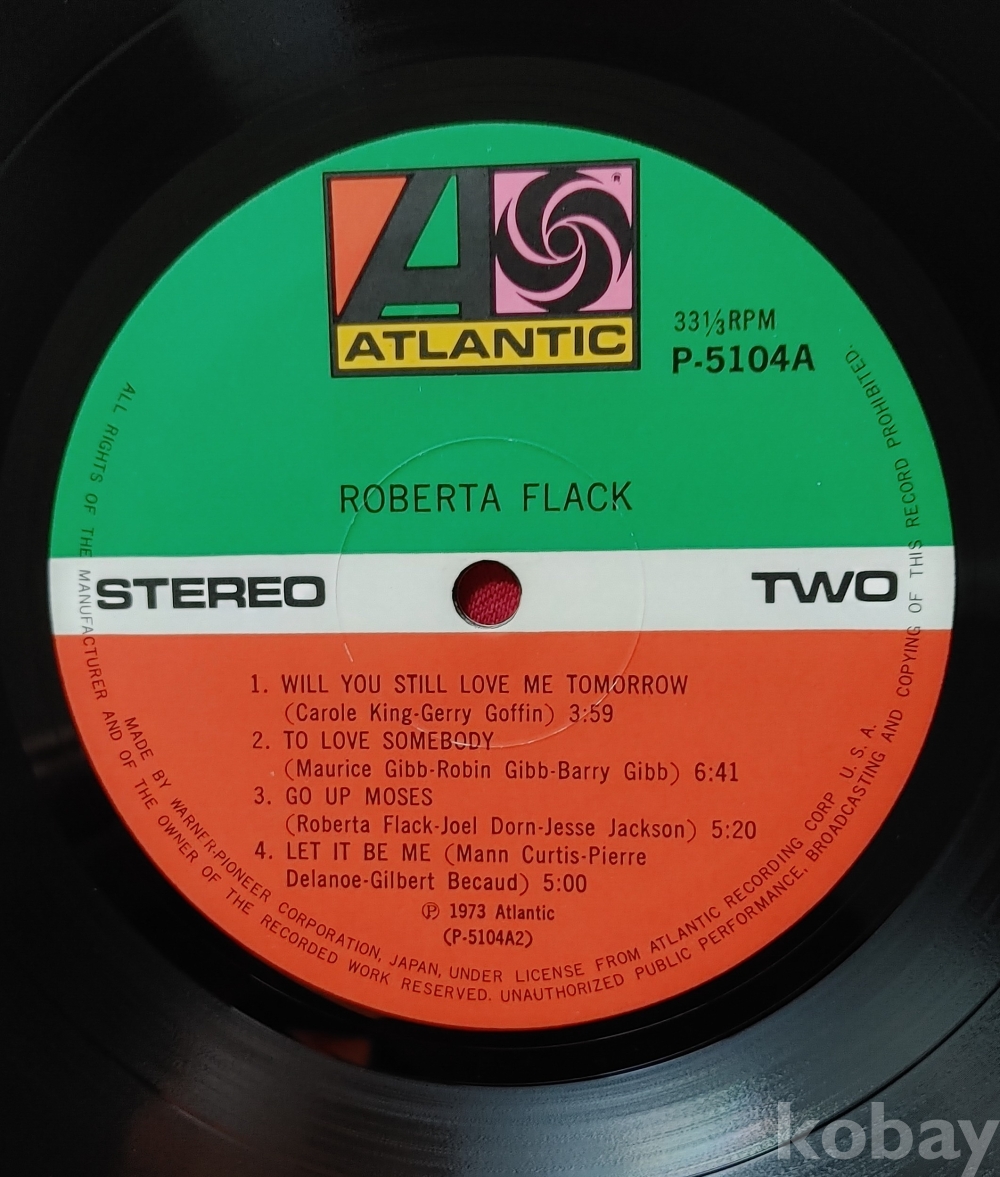 A
®
ATLANTIC
33⅓RPM
P-5104A
ROBERTA FLACK
STEREO
TWO
1. WILL YOU STILL LOVE ME TOMORROW
(Carole King-Gerry Goffin) 3:59
2. TO LOVE SOMEBODY
(Maurice Gibb-Robin Gibb-Barry Gibb) 6:41
3. GO UP MOSES
(Roberta Flack-Joel Dorn-Jesse Jackson) 5:20
4. LET IT BE ME (Mann Curtis-Pierre
Delanoe-Gilbert Becaud) 5:00
℗ 1973 Atlantic
(P-5104A2)
MADE BY WARNER-PIONEER CORPORATION, JAPAN, UNDER LICENSE FROM ATLANTIC RECORDING CORP U. S. A.
ALL RIGHTS OF THE MANUFACTURER AND OF THE OWNER OF THE RECORDED WORK RESERVED. UNAUTHORIZED PUBLIC PERFORMANCE, BROADCASTING AND COPYING OF THIS RECORD PROHIBITED.
kobay